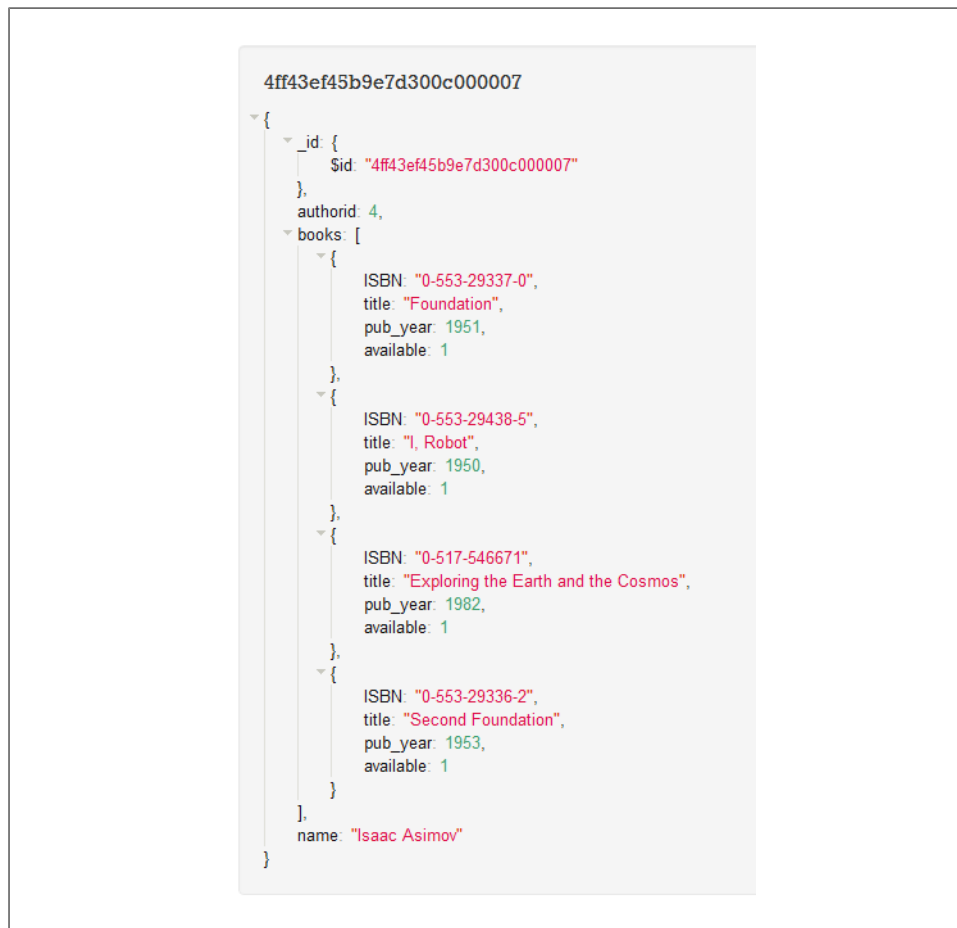 4ff43ef45b9e7d300c000007
{
_id: {
$id: "4ff43ef45b9e7d300c000007"
},
authorid: 4,
books: [
{
ISBN: "0-553-29337-0",
title: "Foundation",
pub_year: 1951,
available: 1
},
{
ISBN: "0-553-29438-5",
title: "I, Robot",
pub_year: 1950,
available: 1
},
{
ISBN: "0-517-546671",
title: "Exploring the Earth and the Cosmos",
pub_year: 1982,
available: 1
},
{
ISBN: "0-553-29336-2",
title: "Second Foundation",
pub_year: 1953,
available: 1
}
],
name: "Isaac Asimov"
}